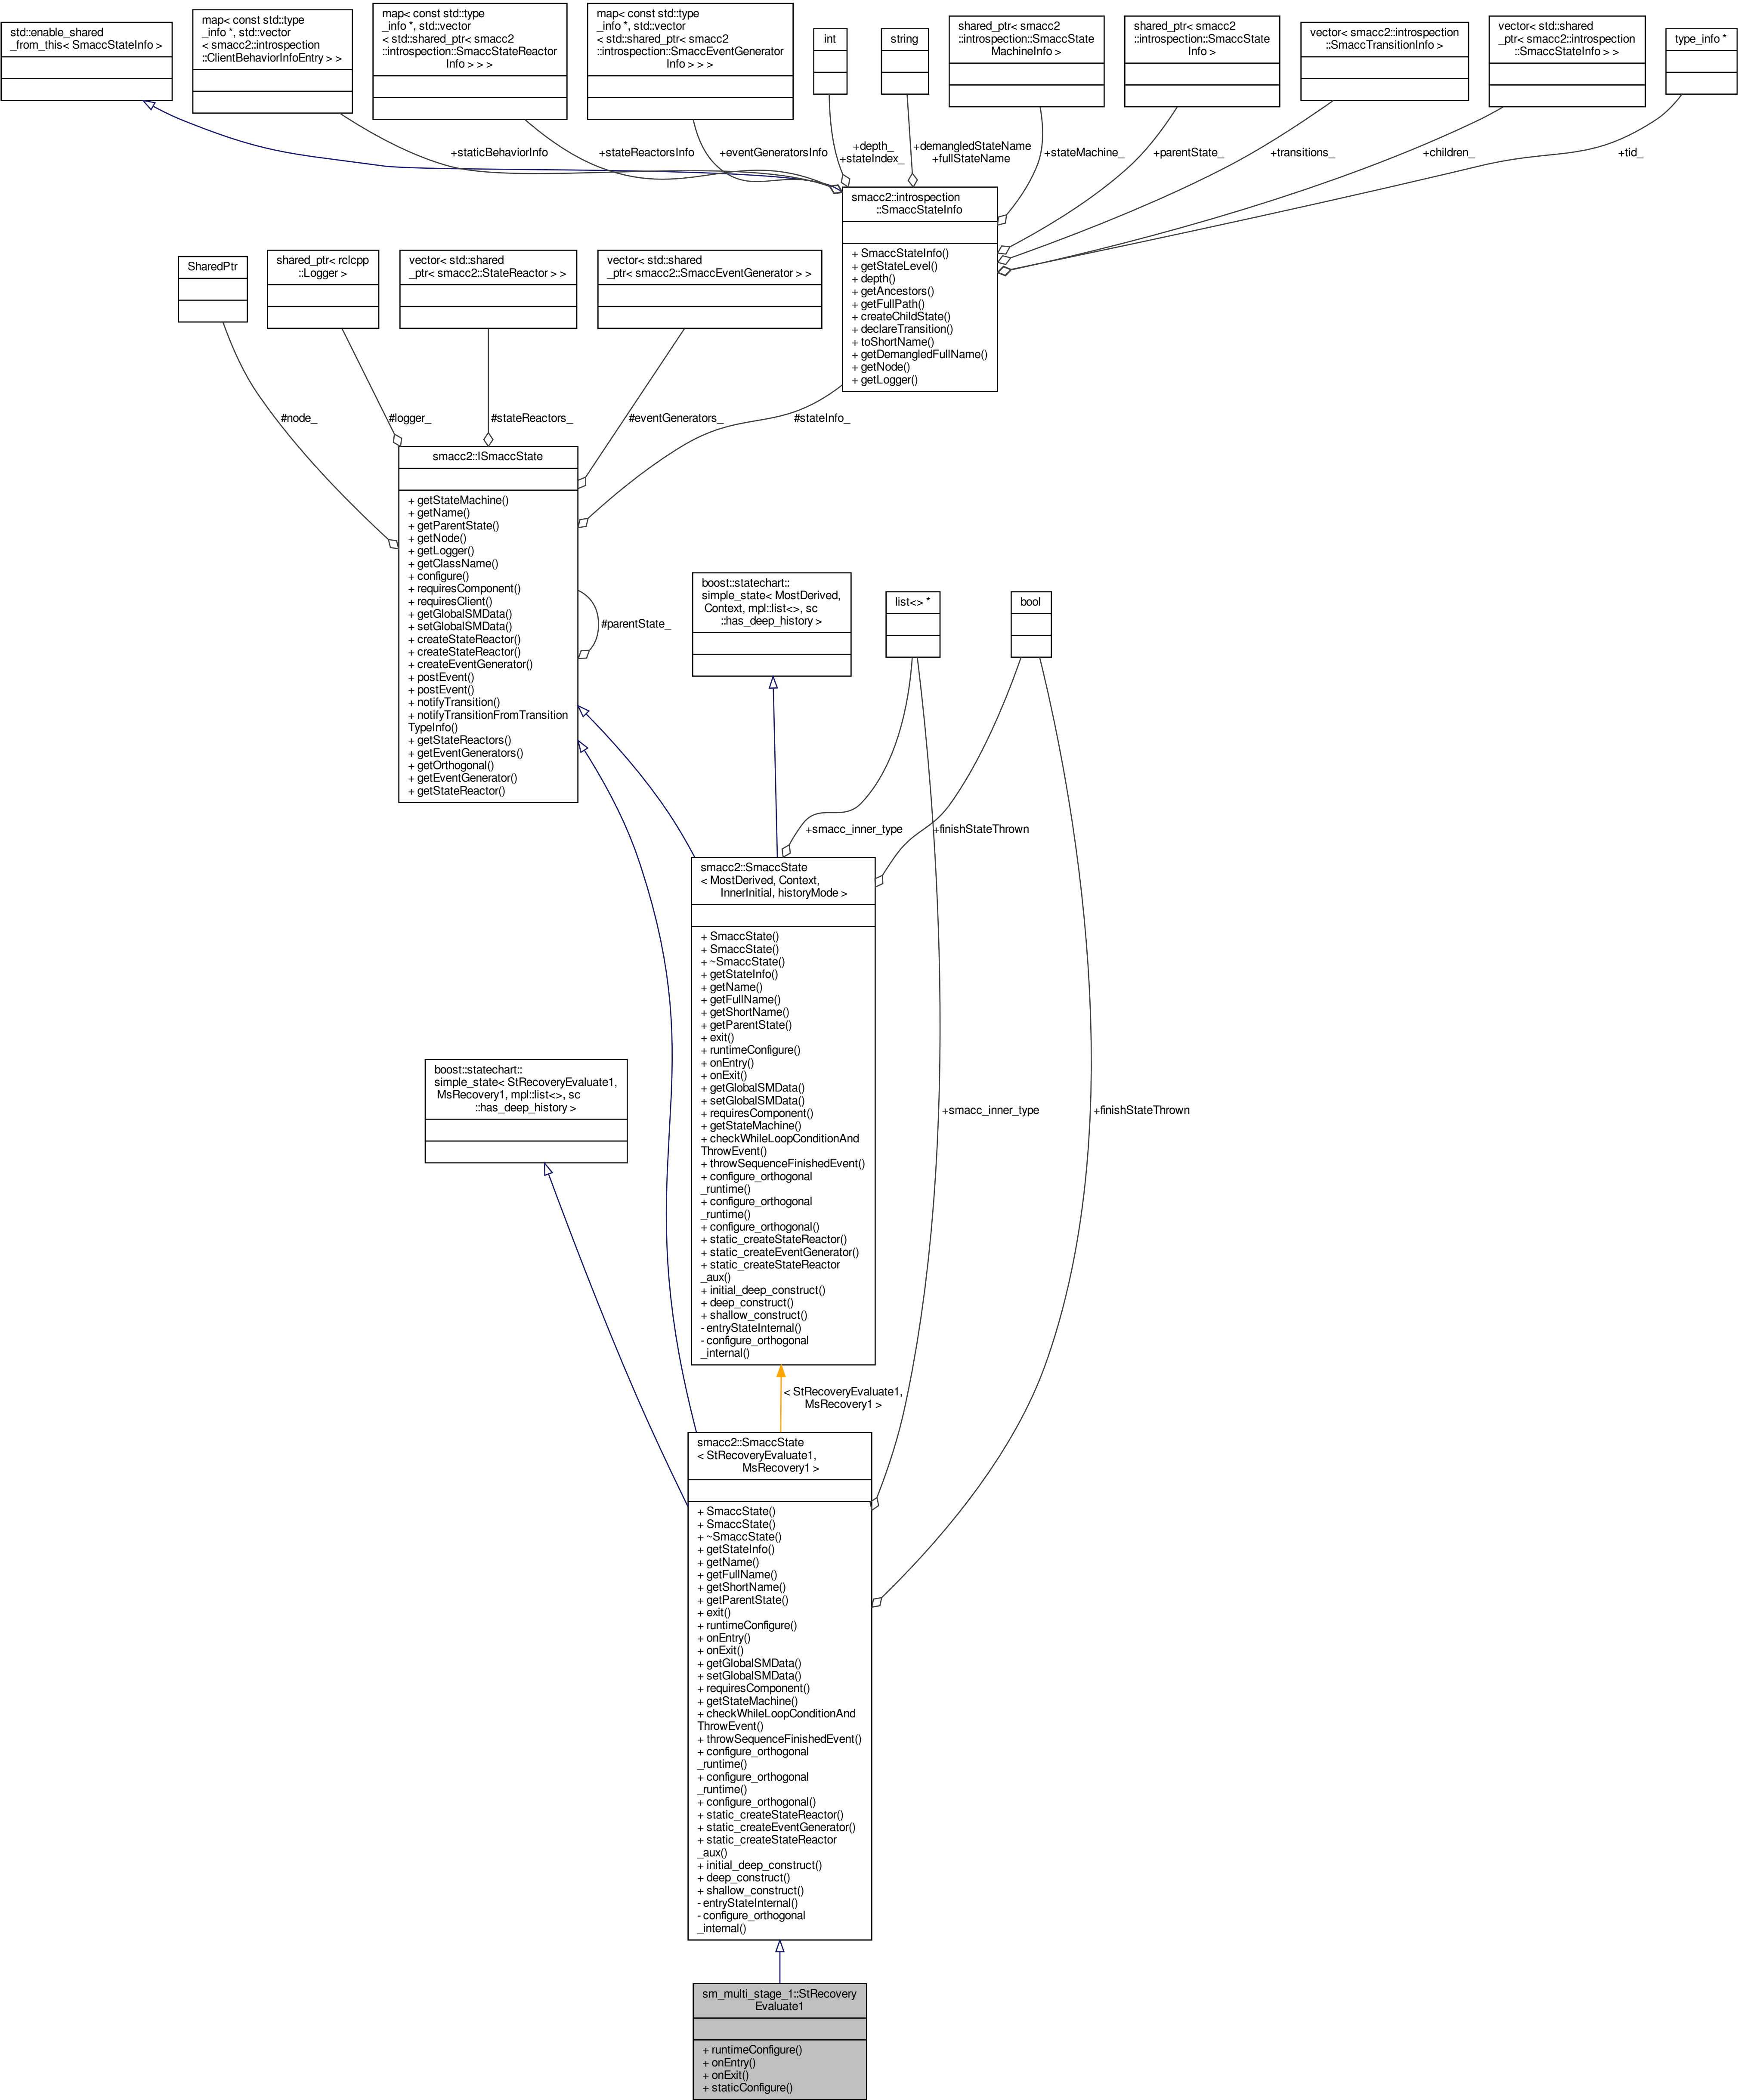 std::enable_shared
_from_this< SmaccStateInfo >
map< const std::type
_info *, std::vector
< smacc2::introspection
::ClientBehaviorInfoEntry > >
map< const std::type
_info *, std::vector
< std::shared_ptr< smacc2
::introspection::SmaccStateReactor
Info > > >
map< const std::type
_info *, std::vector
< std::shared_ptr< smacc2
::introspection::SmaccEventGenerator
Info > > >
int
string
shared_ptr< smacc2
::introspection::SmaccState
MachineInfo >
shared_ptr< smacc2
::introspection::SmaccState
Info >
vector< smacc2::introspection
::SmaccTransitionInfo >
vector< std::shared
_ptr< smacc2::introspection
::SmaccStateInfo > >
type_info *
+staticBehaviorInfo
+stateReactorsInfo
+eventGeneratorsInfo
+depth_
+stateIndex_
+demangledStateName
+fullStateName
+stateMachine_
+parentState_
+transitions_
+children_
+tid_
smacc2::introspection
::SmaccStateInfo
+ SmaccStateInfo()
+ getStateLevel()
+ depth()
+ getAncestors()
+ getFullPath()
+ createChildState()
+ declareTransition()
+ toShortName()
+ getDemangledFullName()
+ getNode()
+ getLogger()
SharedPtr
shared_ptr< rclcpp
::Logger >
vector< std::shared
_ptr< smacc2::StateReactor > >
vector< std::shared
_ptr< smacc2::SmaccEventGenerator > >
#node_
#logger_
#stateReactors_
#eventGenerators_
#stateInfo_
smacc2::ISmaccState
+ getStateMachine()
+ getName()
+ getParentState()
+ getNode()
+ getLogger()
+ getClassName()
+ configure()
+ requiresComponent()
+ requiresClient()
+ getGlobalSMData()
+ setGlobalSMData()
+ createStateReactor()
+ createStateReactor()
+ createEventGenerator()
+ postEvent()
+ postEvent()
+ notifyTransition()
+ notifyTransitionFromTransition
TypeInfo()
+ getStateReactors()
+ getEventGenerators()
+ getOrthogonal()
+ getEventGenerator()
+ getStateReactor()
#parentState_
boost::statechart::
simple_state< MostDerived,
Context, mpl::list<>, sc
::has_deep_history >
list<> *
bool
+smacc_inner_type
+finishStateThrown
smacc2::SmaccState
< MostDerived, Context,
InnerInitial, historyMode >
+ SmaccState()
+ SmaccState()
+ ~SmaccState()
+ getStateInfo()
+ getName()
+ getFullName()
+ getShortName()
+ getParentState()
+ exit()
+ runtimeConfigure()
+ onEntry()
+ onExit()
+ getGlobalSMData()
+ setGlobalSMData()
+ requiresComponent()
+ getStateMachine()
+ checkWhileLoopConditionAnd
ThrowEvent()
+ throwSequenceFinishedEvent()
+ configure_orthogonal
_runtime()
+ configure_orthogonal
_runtime()
+ configure_orthogonal()
+ static_createStateReactor()
+ static_createEventGenerator()
+ static_createStateReactor
_aux()
+ initial_deep_construct()
+ deep_construct()
+ shallow_construct()
- entryStateInternal()
- configure_orthogonal
_internal()
boost::statechart::
simple_state< StRecoveryEvaluate1,
MsRecovery1, mpl::list<>, sc
::has_deep_history >
+smacc_inner_type
+finishStateThrown
< StRecoveryEvaluate1,
MsRecovery1 >
smacc2::SmaccState
< StRecoveryEvaluate1,
MsRecovery1 >
+ SmaccState()
+ SmaccState()
+ ~SmaccState()
+ getStateInfo()
+ getName()
+ getFullName()
+ getShortName()
+ getParentState()
+ exit()
+ runtimeConfigure()
+ onEntry()
+ onExit()
+ getGlobalSMData()
+ setGlobalSMData()
+ requiresComponent()
+ getStateMachine()
+ checkWhileLoopConditionAnd
ThrowEvent()
+ throwSequenceFinishedEvent()
+ configure_orthogonal
_runtime()
+ configure_orthogonal
_runtime()
+ configure_orthogonal()
+ static_createStateReactor()
+ static_createEventGenerator()
+ static_createStateReactor
_aux()
+ initial_deep_construct()
+ deep_construct()
+ shallow_construct()
- entryStateInternal()
- configure_orthogonal
_internal()
sm_multi_stage_1::StRecovery
Evaluate1
+ runtimeConfigure()
+ onEntry()
+ onExit()
+ staticConfigure()